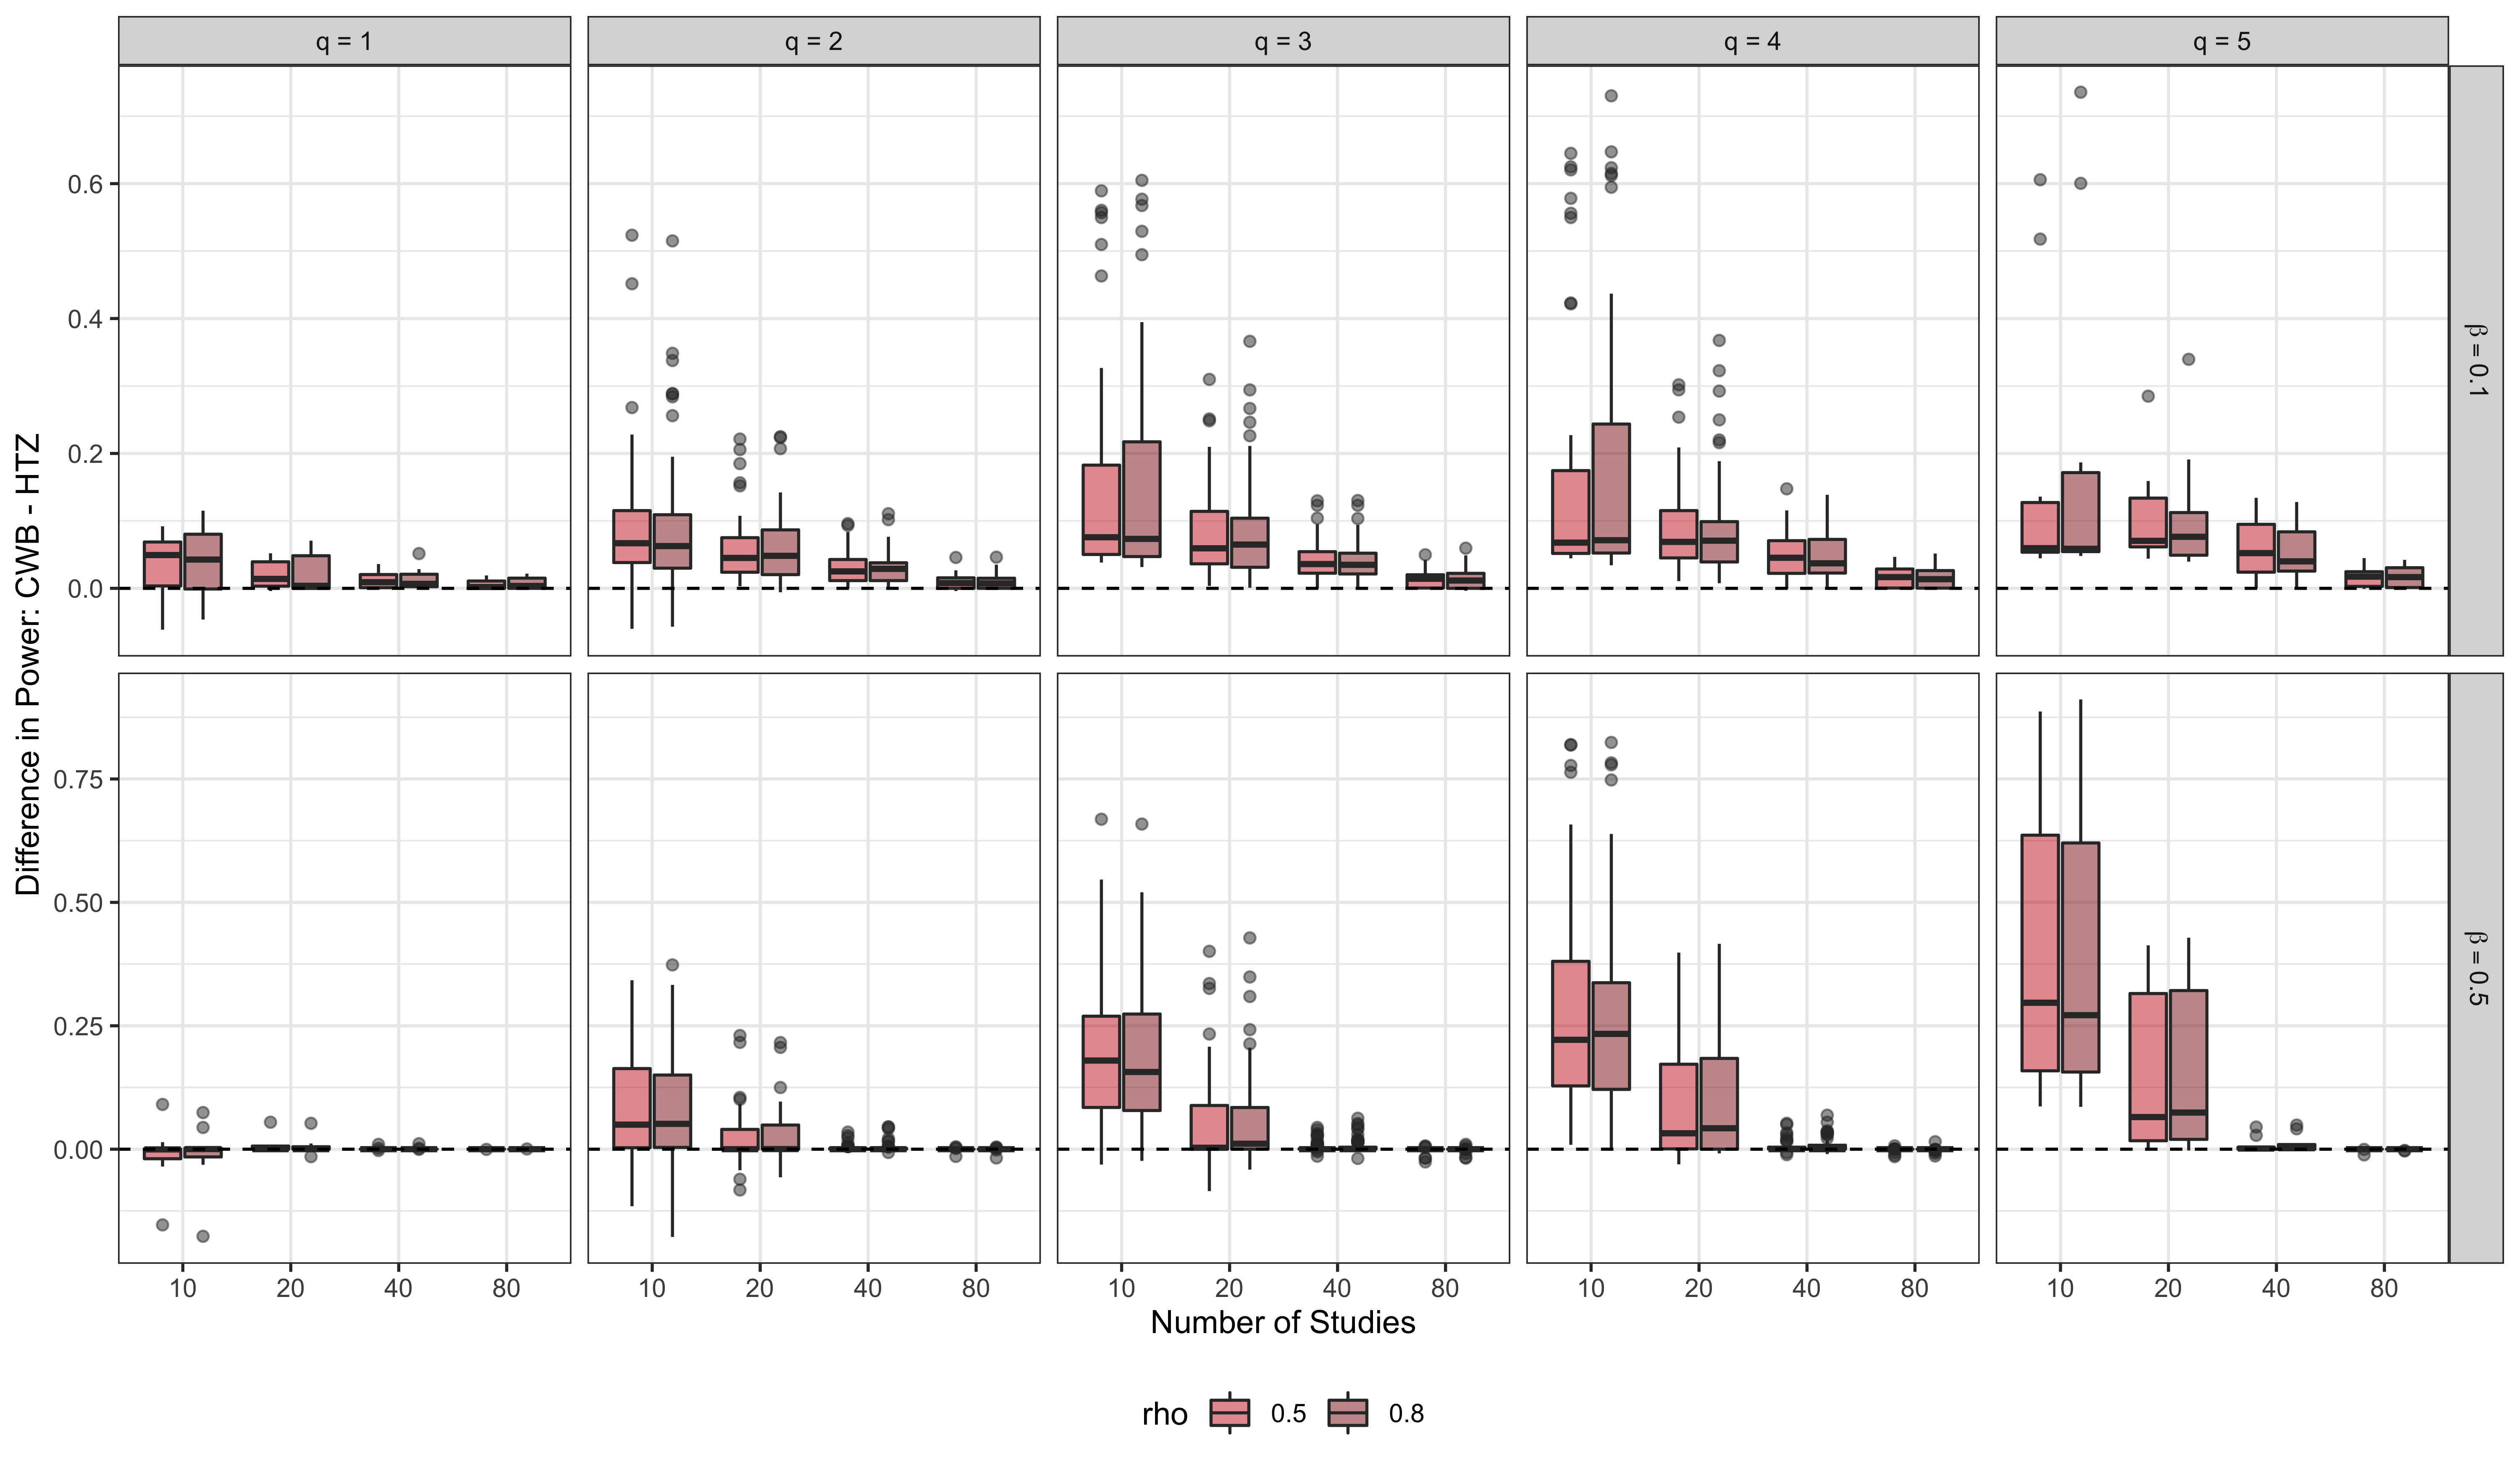 q = 1
q = 2
q = 3
q = 4
q = 5
Difference in Power: CWB - HTZ
0.6
0.4
0.2
0.0
β = 0.1
0.75
0.50
0.25
0.00
β = 0.5
10 20 40 80
10 20 40 80
10 20 40 80
10 20 40 80
10 20 40 80
Number of Studies
rho 0.5 0.8